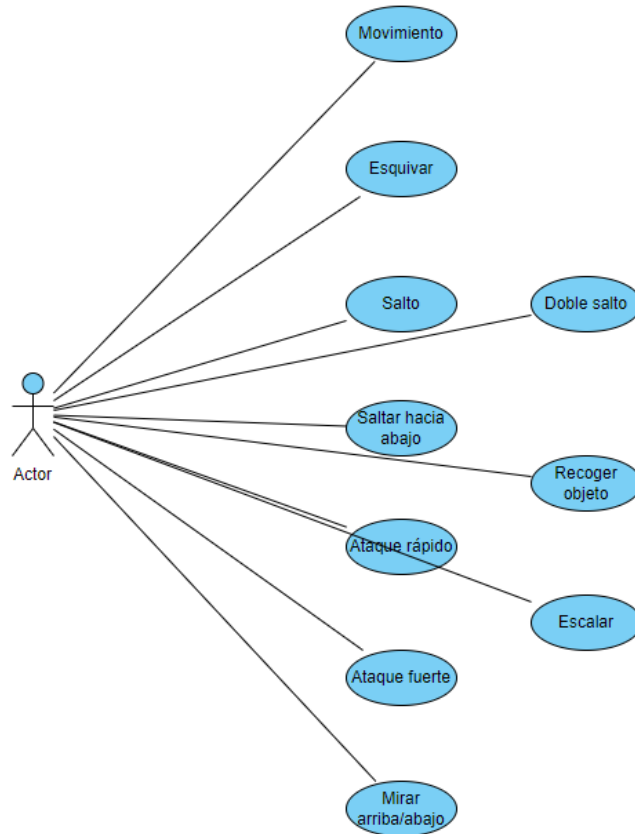 Movimiento
Esquivar
Salto
Doble salto
Saltar hacia
abajo
Actor
Recoger
objeto
Ataque rápido
Escalar
Ataque fuerte
Mirar
arriba/abajo